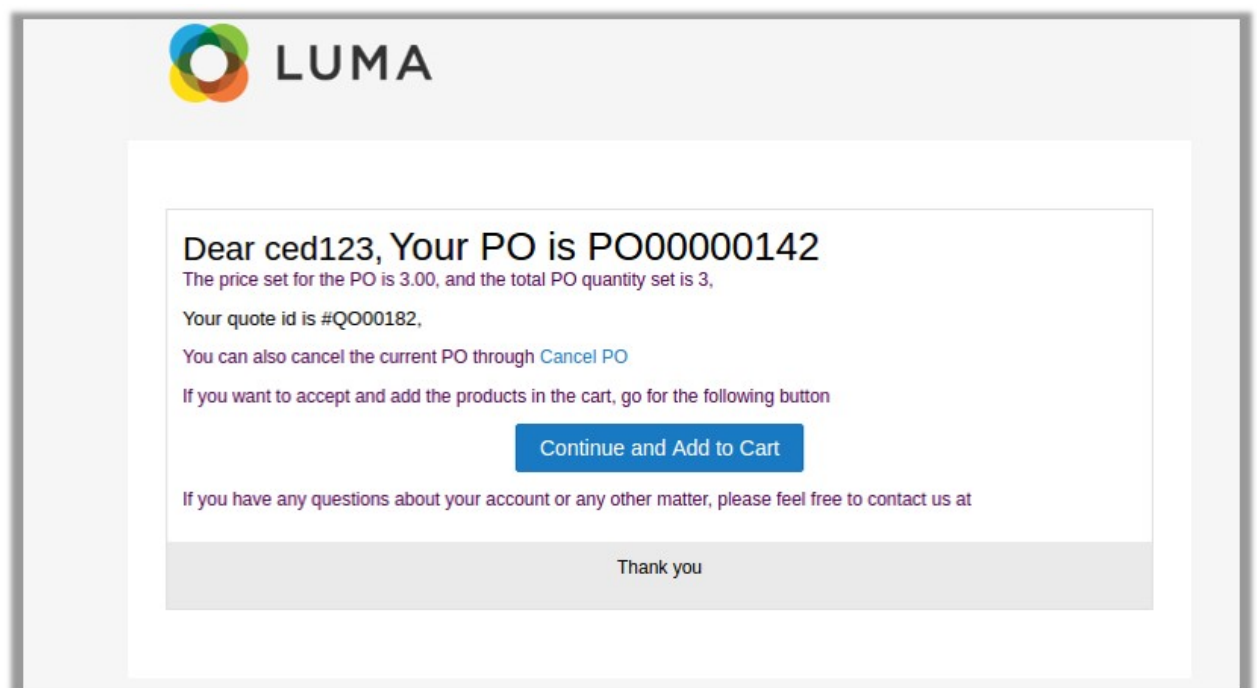 LUMA
Dear ced123, Your PO is PO00000142
The price set for the PO is 3.00, and the total PO quantity set is 3,
Your quote id is #QO00182,
You can also cancel the current PO through Cancel PO
If you want to accept and add the products in the cart, go for the following button
Continue and Add to Cart
If you have any questions about your account or any other matter, please feel free to contact us at
Thank you